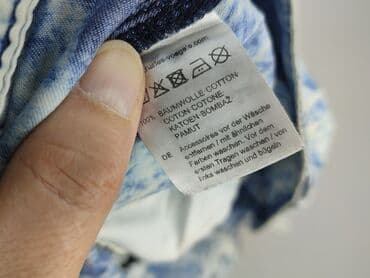 100% BAUMWOLLE·COTTON
COTON·COTONE·
KATOEN·BOMBAŽ
PAMUT
DE Accessoires vor der Wäsche
entfernen / mit ähnlichen
Farben waschen. Vor dem
ersten Tragen waschen /
links waschen und bügeln